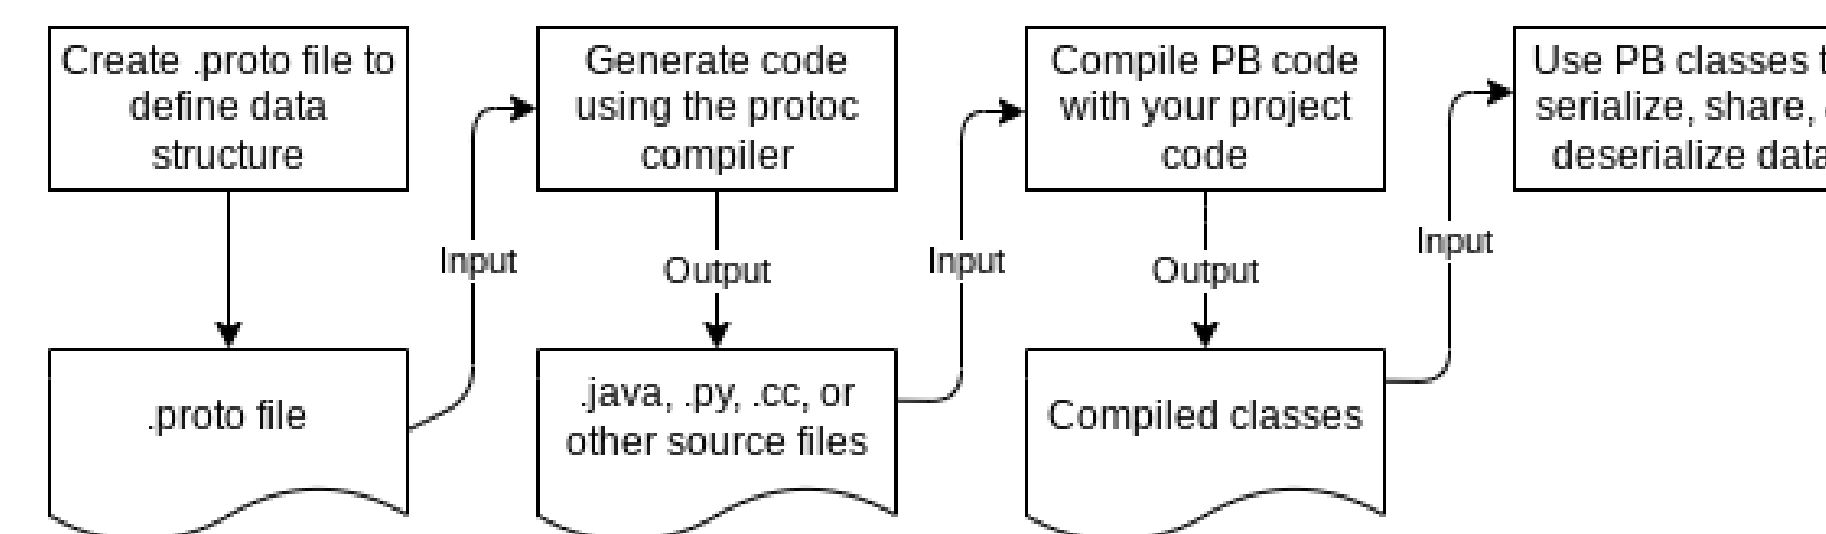 Create .proto file to
define data
structure
Generate code
using the protoc
compiler
Compile PB code
with your project
code
Use PB classes
serialize, share,
deserialize data
Input
Output
Input
Output
Input
.proto file
.java, .py, .cc, or
other source files
Compiled classes